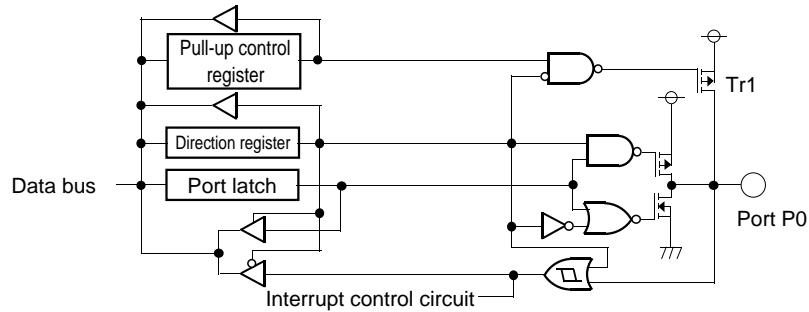 Pull-up control
register
Tr1
Direction register
Data bus
Port latch
Port P0
Interrupt control circuit